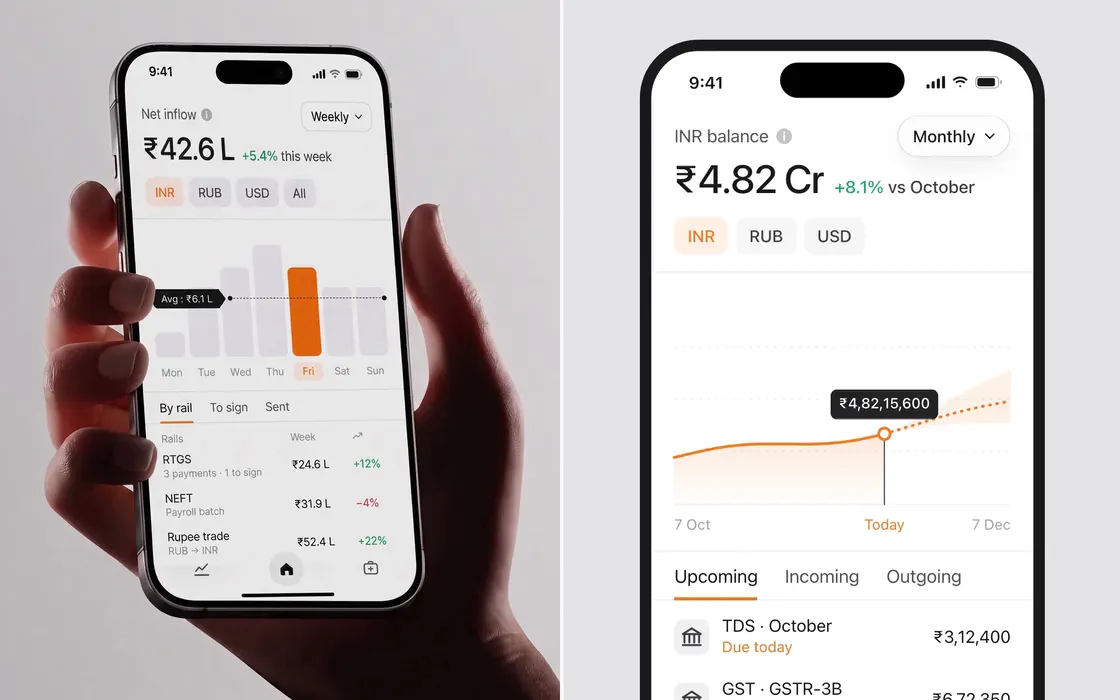 9:41
Net inflow
Weekly
₹42.6 L +5.4% this week
INR RUB USD All
Avg : ₹6.1 L
Mon Tue Wed Thu Fri Sat Sun
By rail To sign Sent
Rails Week
RTGS ₹24.6 L +12%
3 payments · 1 to sign
NEFT ₹31.9 L −4%
Payroll batch
Rupee trade ₹52.4 L +22%
RUB → INR
9:41
INR balance
Monthly
₹4.82 Cr +8.1% vs October
INR RUB USD
₹4,82,15,600
7 Oct Today 7 Dec
Upcoming Incoming Outgoing
TDS · October ₹3,12,400
Due today
GST · GSTR-3B ₹6,72,350